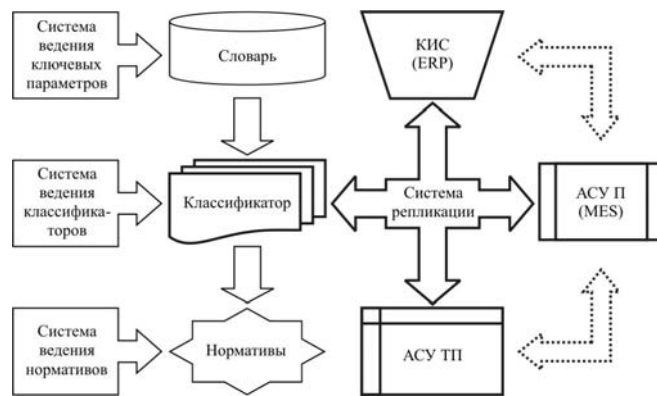 Система
ведения
ключевых
параметров
Словарь
КИС
(ERP)
Система
ведения
классифика-
торов
Классификатор
Система
репликации
АСУ П
(MES)
Система
ведения
нормативов
Нормативы
АСУ ТП